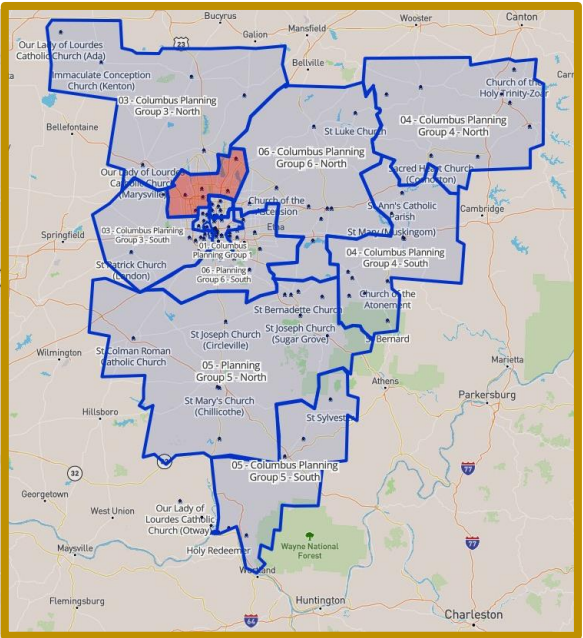 Bucyrus
Wooster
Canton
Galion
Mansfield
Our Lady of Lourdes
Catholic Church (Ada)
23
Bellville
Immaculate Conception
Church (Kenton)
Church of the
Holy Trinity-Zoar
03 - Columbus Planning
Group 3 - North
04 - Columbus Planning
Group 4 - North
Bellefontaine
St Luke Church
06 - Columbus Planning
Group 6 - North
Our Lady of Lourdes
Catholic Church
(Marysville)
Sacred Heart Church
(Coshocton)
Church of the
Ascension
St Ann's Catholic
Parish
Cambridge
Etna
Springfield
03 - Columbus Planning
Group 3 - South
St Mary (Muskingom)
01- Columbus
Planning Group 1
04 - Columbus Planning
Group 4 - South
St Patrick Church
(London)
06 - Planning
Group 6 - South
Church of the
Atonement
St Bernadette Church
St Joseph Church
(Circleville)
St Joseph Church
(Sugar Grove)
St Bernard
Wilmington
St Colman Roman
Catholic Church
Marietta
05 - Planning
Group 5 - North
Athens
Parkersburg
Hillsboro
St Mary's Church
(Chillicothe)
St Sylvester
05 - Columbus Planning
Group 5 - South
32
77
Georgetown
West Union
Our Lady of
Lourdes Catholic
Church (Otway)
Maysville
Holy Redeemer
Wayne National
Forest
77
Flemingsburg
Huntington
64
Charleston